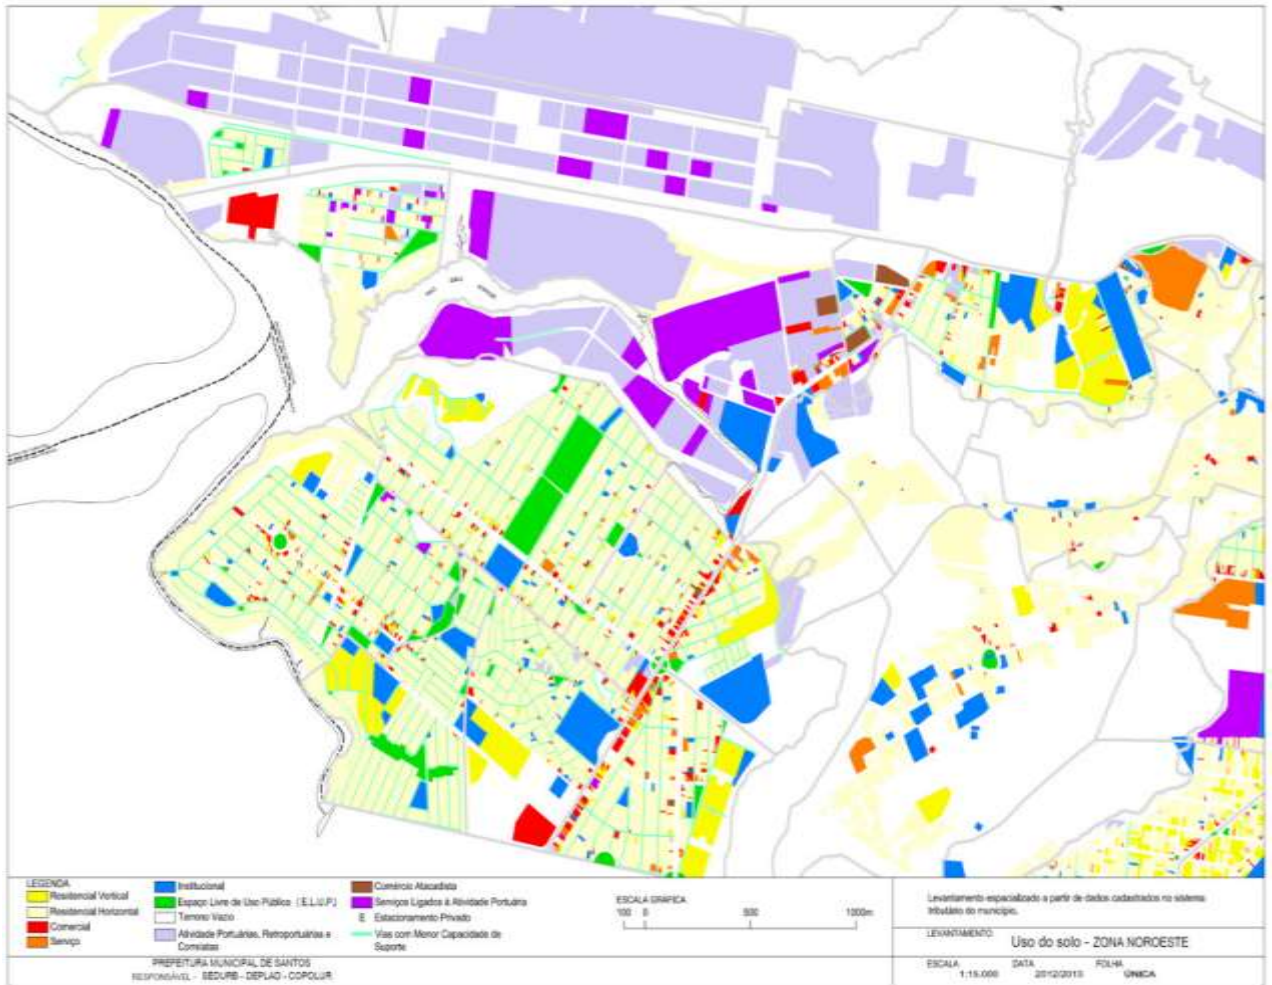 LEGENDA
Residencial Vertical
Residencial Horizontal
Comercial
Serviço
Institucional
Espaço Livre de Uso Público (E.L.U.P.)
Terreno Vazio
Atividade Portuárias, Retroportuárias e
Correlatas
Comércio Atacadista
Serviços Ligados à Atividade Portuária
E Estacionamento Privado
Vias com Menor Capacidade de
Suporte
PREFEITURA MUNICIPAL DE SANTOS
RESPONSÁVEL - SEDURB - DEPLAD - COPOLUR
ESCALA GRÁFICA
100 0 500 1000m
Levantamento espacializado a partir de dados cadastrados no sistema
tributário do município.
LEVANTAMENTO
Uso do solo - ZONA NOROESTE
ESCALA DATA FOLHA
1:15.000 2012/2013 ÚNICA